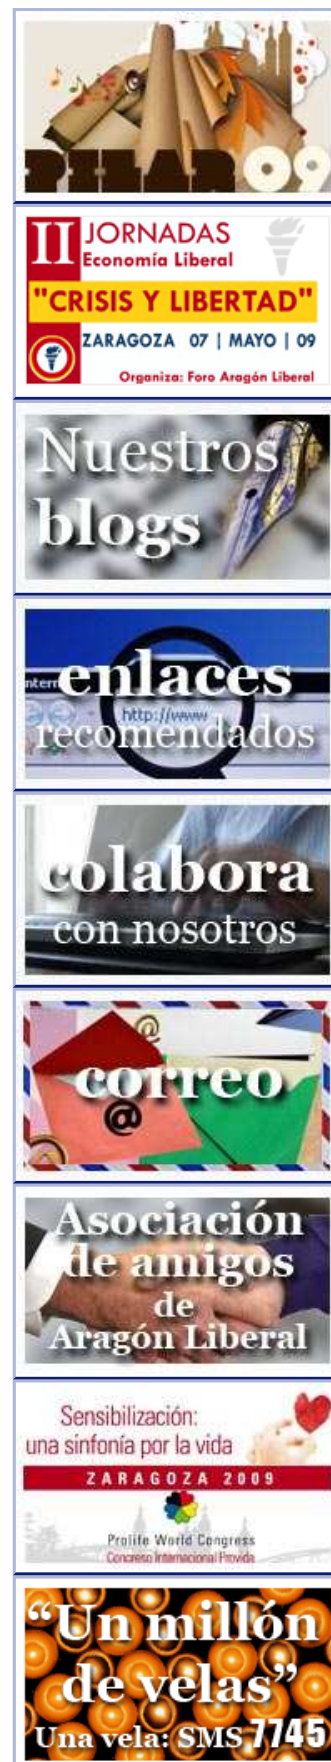 PILAR 09
II JORNADAS
Economía Liberal
"CRISIS Y LIBERTAD"
ZARAGOZA 07 | MAYO | 09
Organiza: Foro Aragón Liberal
Nuestros
blogs
enlaces
http://www
recomendados
colabora
con nosotros
@
correo
@
Asociación
de amigos
de
Aragón Liberal
Sensibilización:
una sinfonía por la vida
ZARAGOZA 2009
Prolife World Congress
Congreso Internacional Provida
“Un millón
de velas”
Una vela: SMS 7745